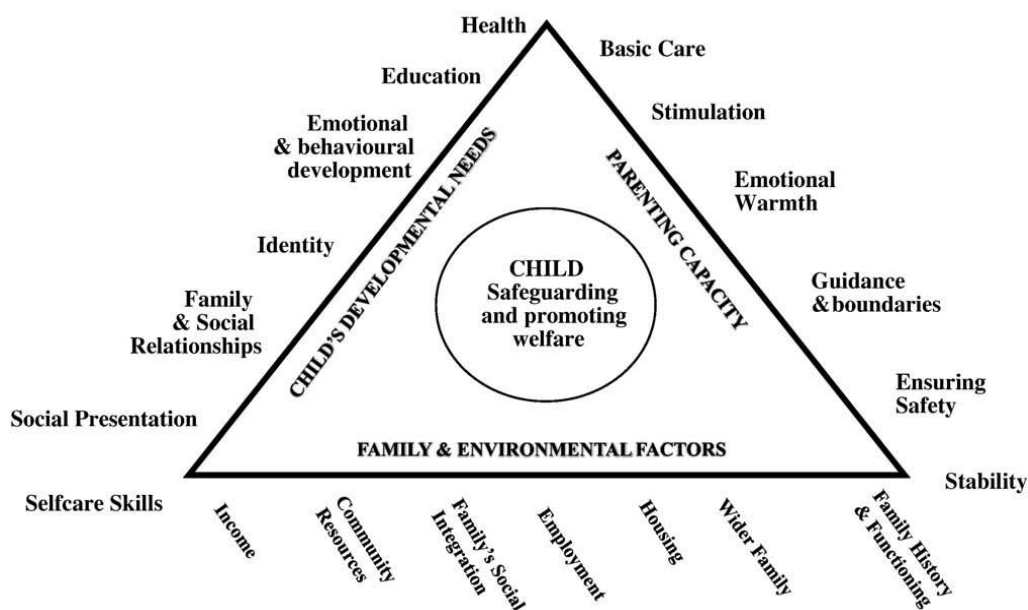 Health
Education
Emotional
& behavioural
development
Identity
Family
& Social
Relationships
Social Presentation
Selfcare Skills
CHILD'S DEVELOPMENTAL NEEDS
Basic Care
Stimulation
Emotional
Warmth
Guidance
& boundaries
Ensuring
Safety
Stability
PARENTING CAPACITY
CHILD
Safeguarding
and promoting
welfare
FAMILY & ENVIRONMENTAL FACTORS
Income
Community
Resources
Family's Social
Integration
Employment
Housing
Wider Family
Family History
& Functioning